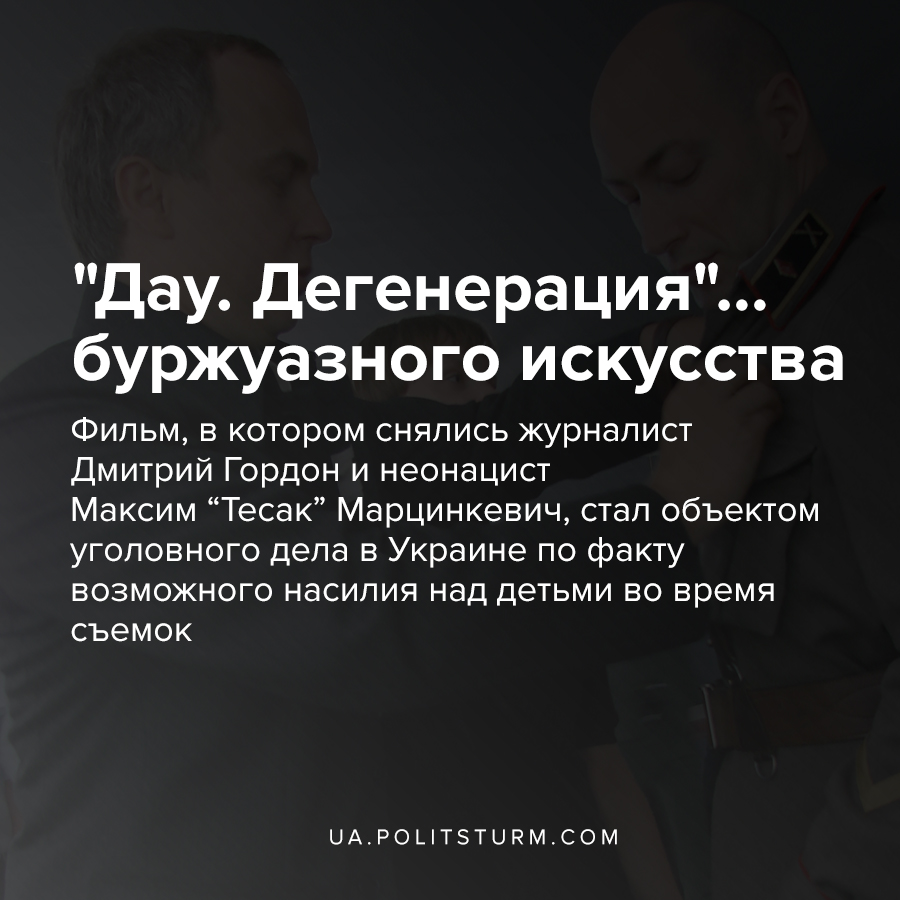 "Дау. Дегенерация"...
буржуазного искусства
Фильм, в котором снялись журналист
Дмитрий Гордон и неонацист
Максим “Тесак” Марцинкевич, стал объектом
уголовного дела в Украине по факту
возможного насилия над детьми во время
съемок
UA.POLITSTURM.COM